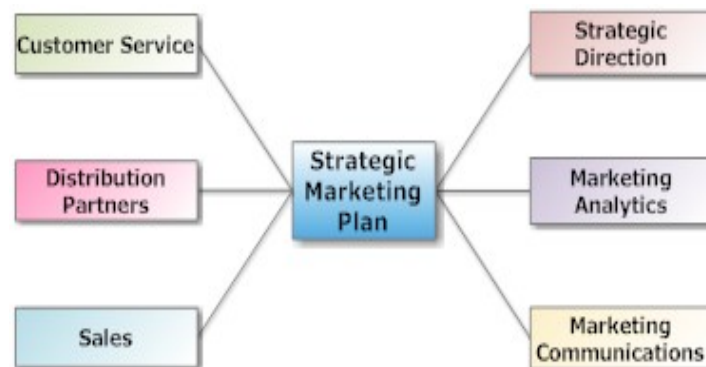 Customer Service
Distribution
Partners
Sales
Strategic
Marketing
Plan
Strategic
Direction
Marketing
Analytics
Marketing
Communications